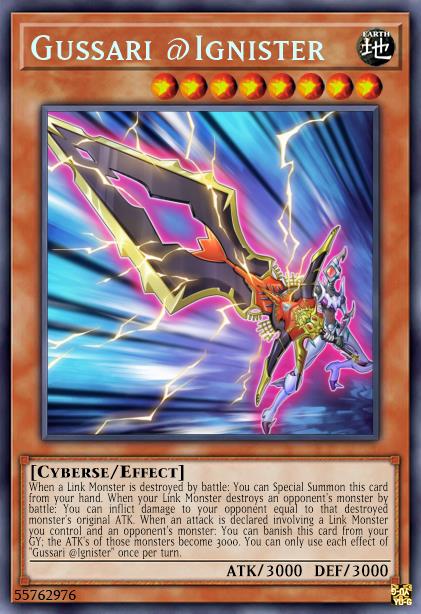 GUSSARI @IGNISTER
EARTH
地
[CYBERSE/EFFECT]
When a Link Monster is destroyed by battle: You can Special Summon this card
from your hand. When your Link Monster destroys an opponent's monster by
battle: You can inflict damage to your opponent equal to that destroyed
monster's original ATK. When an attack is declared involving a Link Monster
you control and an opponent's monster: You can banish this card from your
GY; the ATK's of those monsters become 3000. You can only use each effect of
"Gussari @Ignister" once per turn.
ATK/3000 DEF/3000
55762976